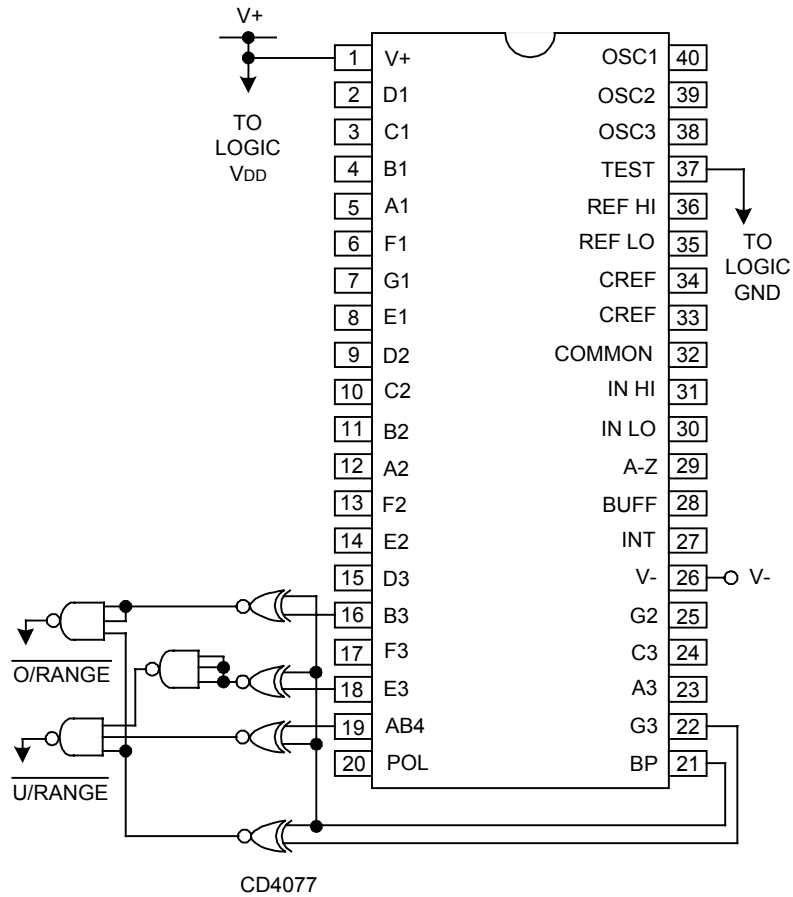 V+
1 V+ OSC1 40
2 D1 OSC2 39
TO
LOGIC
VDD
3 C1 OSC3 38
4 B1 TEST 37
5 A1 REF HI 36
6 F1 REF LO 35
TO
LOGIC
GND
7 G1 CREF 34
8 E1 CREF 33
9 D2 COMMON 32
10 C2 IN HI 31
11 B2 IN LO 30
12 A2 A-Z 29
13 F2 BUFF 28
14 E2 INT 27
15 D3 V- 26 V-
16 B3 G2 25
O/RANGE
17 F3 C3 24
18 E3 A3 23
19 AB4 G3 22
20 POL BP 21
U/RANGE
CD4077